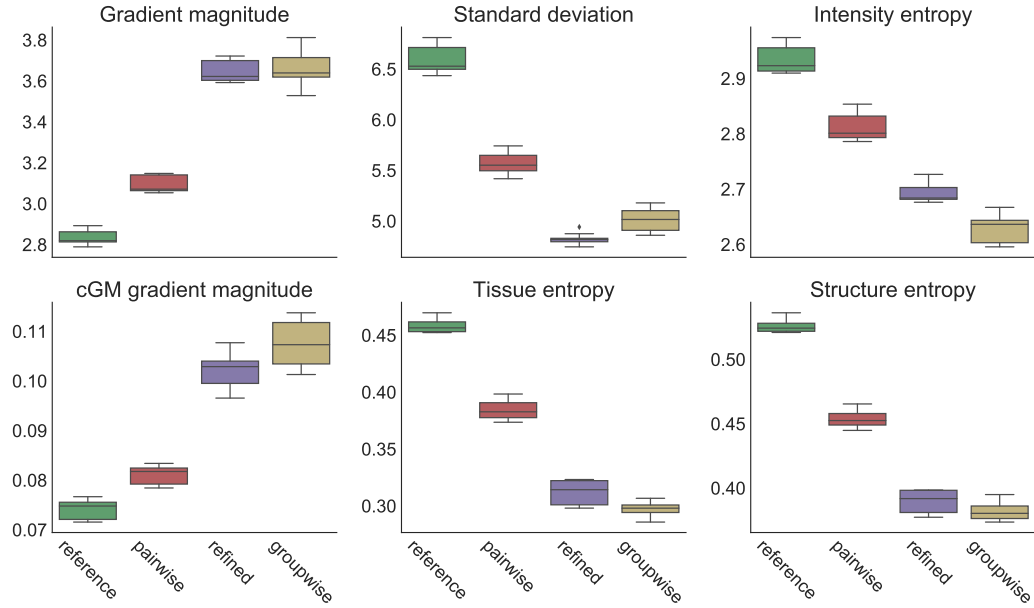 Gradient magnitude
3.8
3.6
3.4
3.2
3.0
2.8
Standard deviation
6.5
6.0
5.5
5.0
Intensity entropy
2.9
2.8
2.7
2.6
cGM gradient magnitude
0.11
0.10
0.09
0.08
0.07
reference
pairwise
refined
groupwise
Tissue entropy
0.45
0.40
0.35
0.30
reference
pairwise
refined
groupwise
Structure entropy
0.50
0.45
0.40
reference
pairwise
refined
groupwise